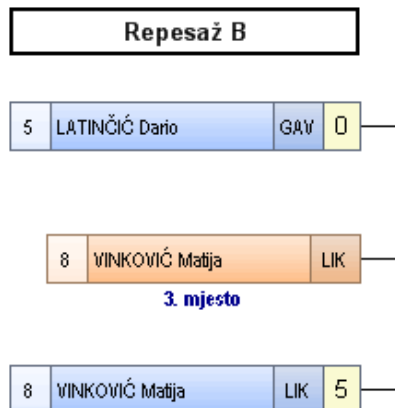 Repesaž B
5 LATINČIĆ Dario GAV 0
8 VINKOVIĆ Matija LIK
3. mjesto
8 VINKOVIĆ Matija LIK 5